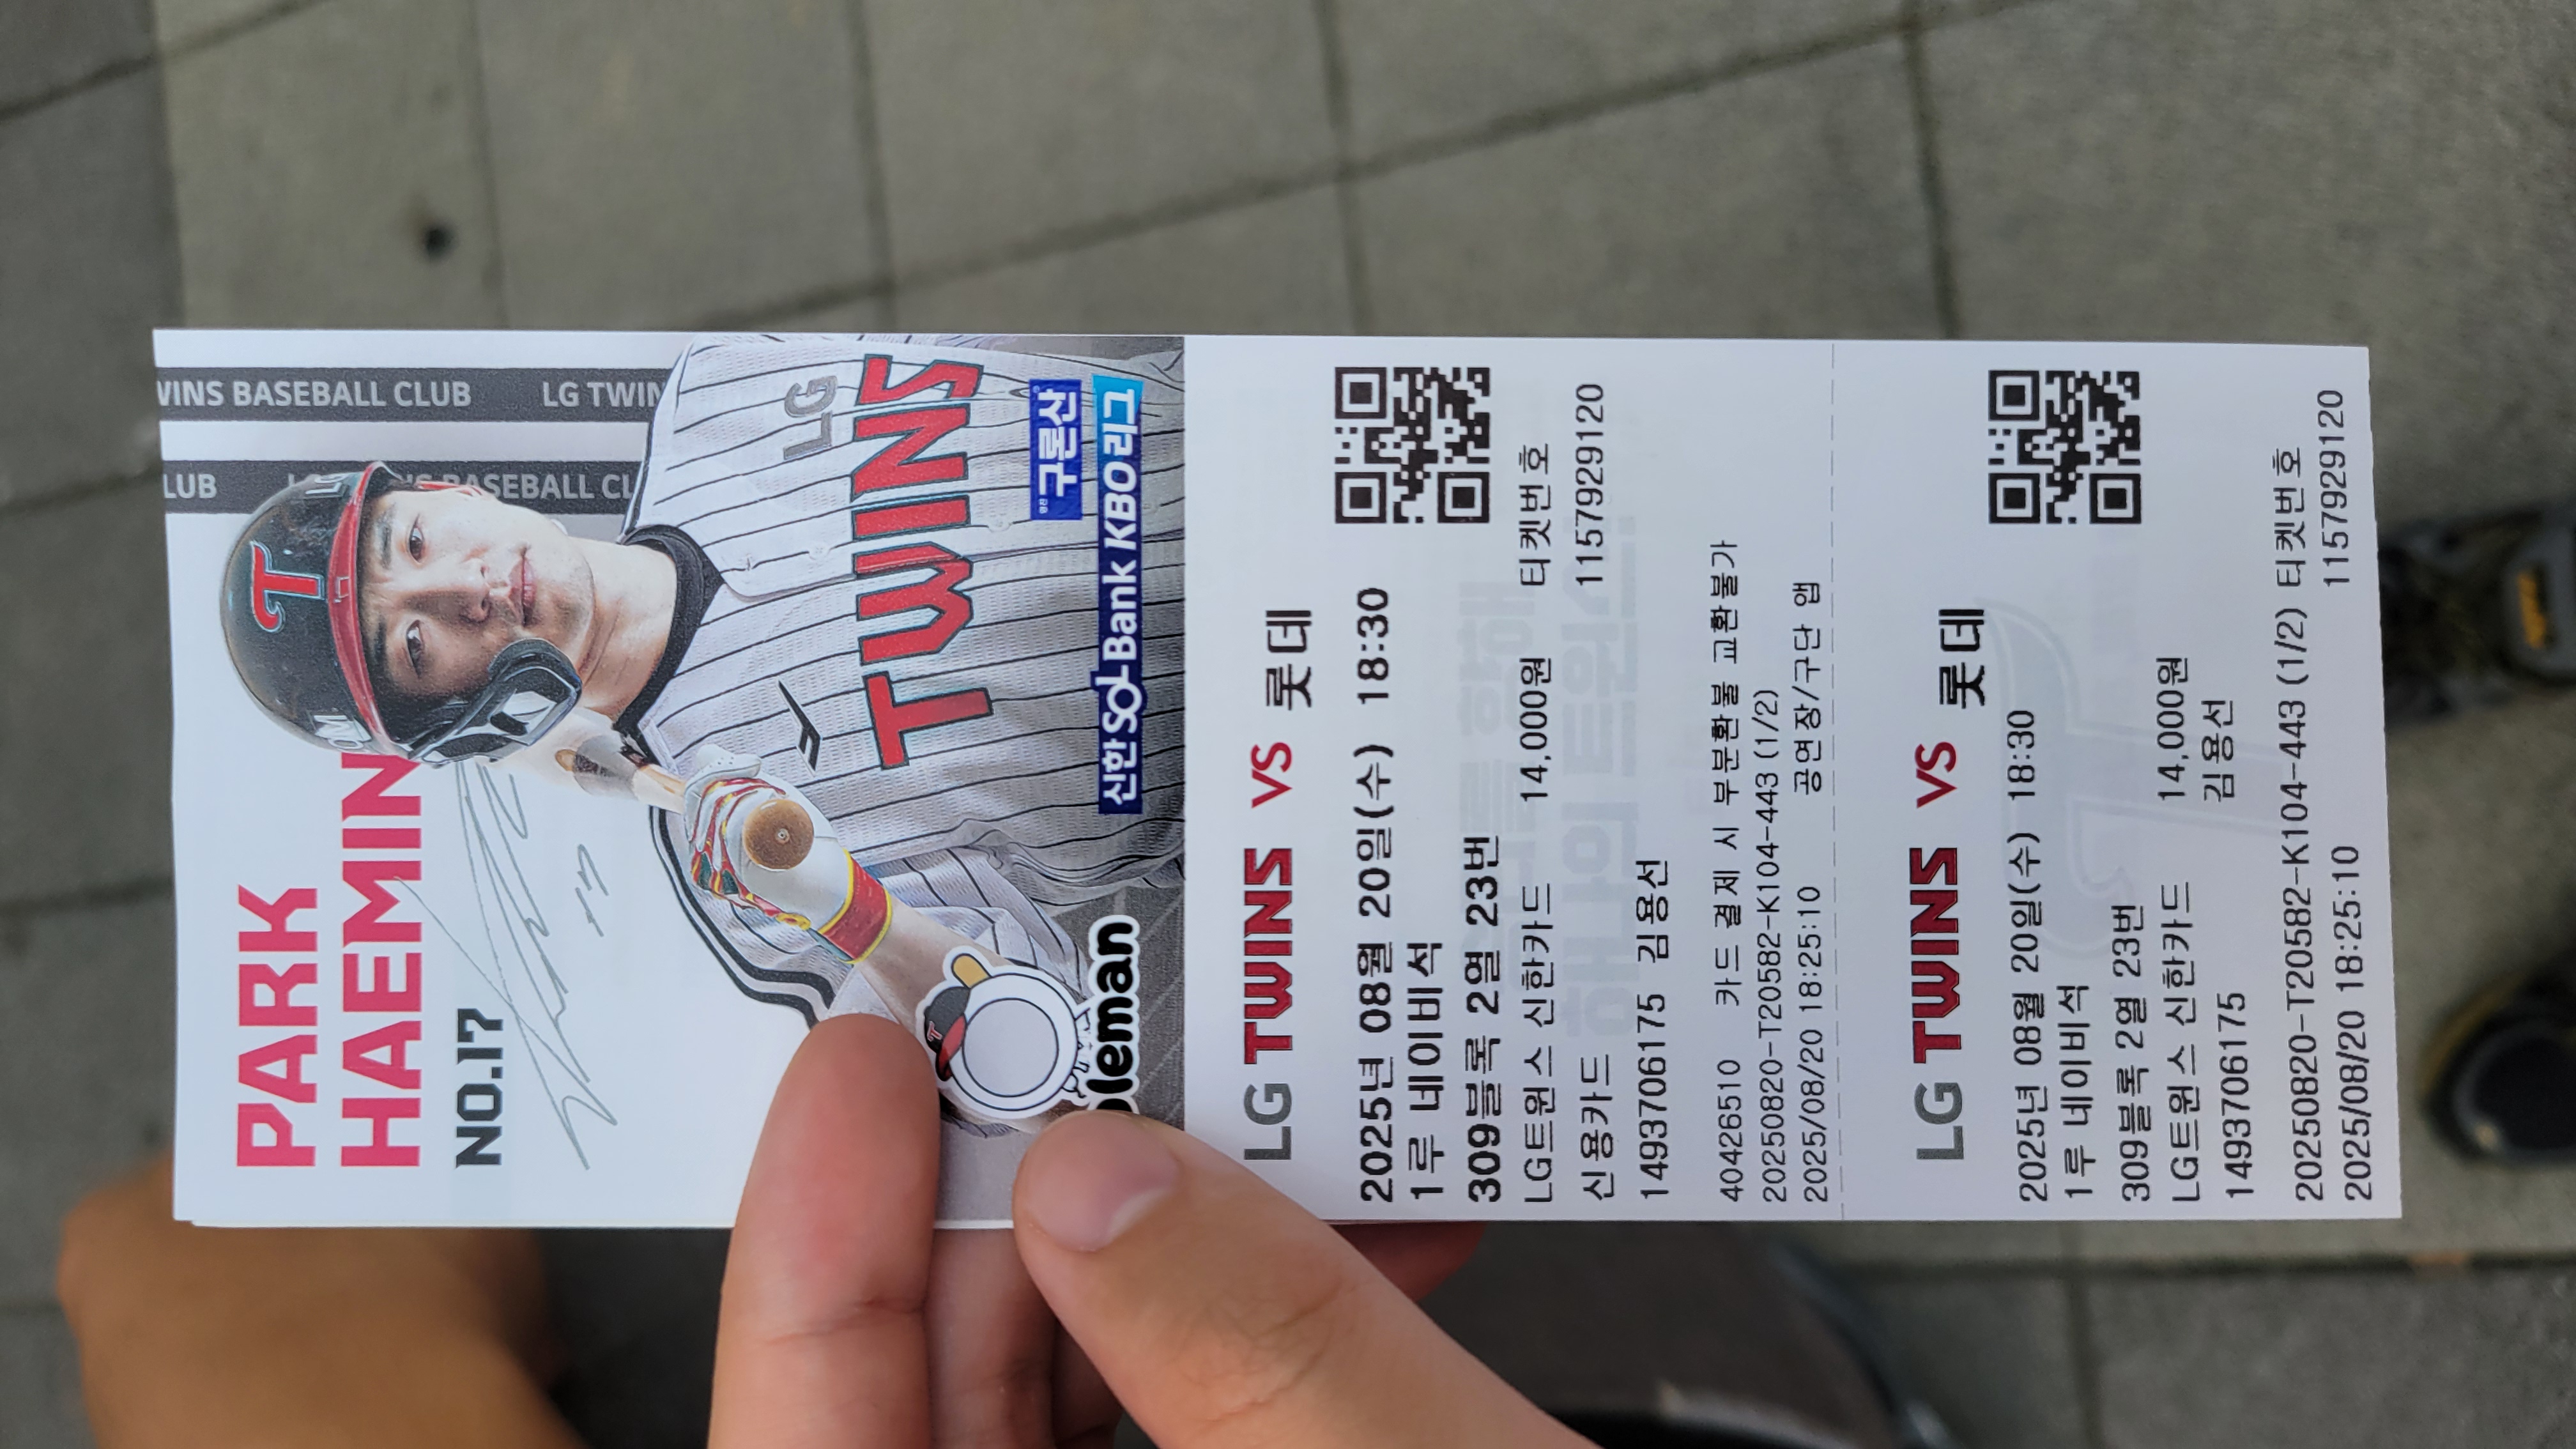 PARK
HAEMIN
NO.17
17
LUB
VINS BASEBALL CLUB LG TWIN
BASEBALL CL
T
LG
TWINS
구론산
신한 SOL Bank KBO 리그
LG TWINS VS 롯데
2025년 08월 20일(수) 18:30
1루 네이비석
309블록 2열 23번
LG트윈스 신한카드 14,000원 티켓번호
신용카드 1157929120
1493706175 김용선
40426510 카드 결제 시 부분환불 교환불가
20250820-T20582-K104-443 (1/2)
2025/08/20 18:25:10 공연장/구단 앱
LG TWINS VS 롯데
2025년 08월 20일(수) 18:30
1루 네이비석
309블록 2열 23번
LG트윈스 신한카드 14,000원
1493706175 김용선
20250820-T20582-K104-443 (1/2) 티켓번호
2025/08/20 18:25:10 1157929120